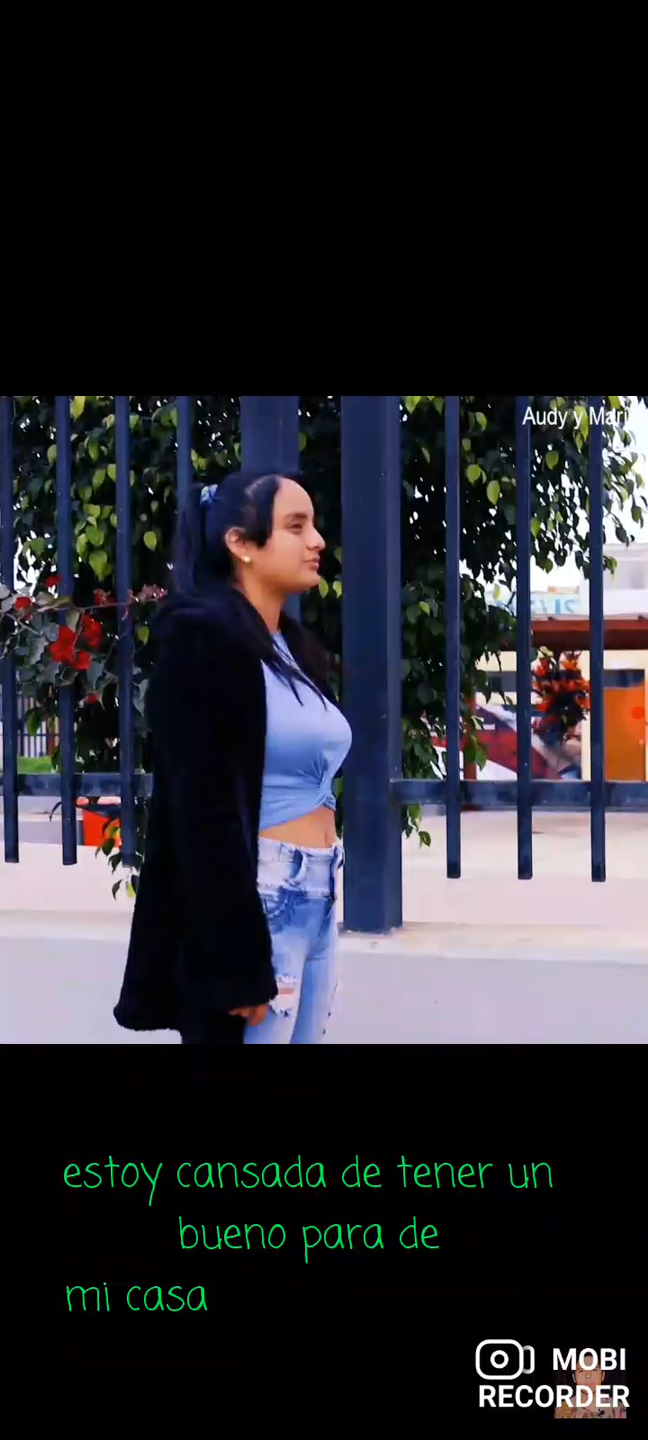 Audy y Mari
estoy cansada de tener un
bueno para de
mi casa
MOBI
RECORDER